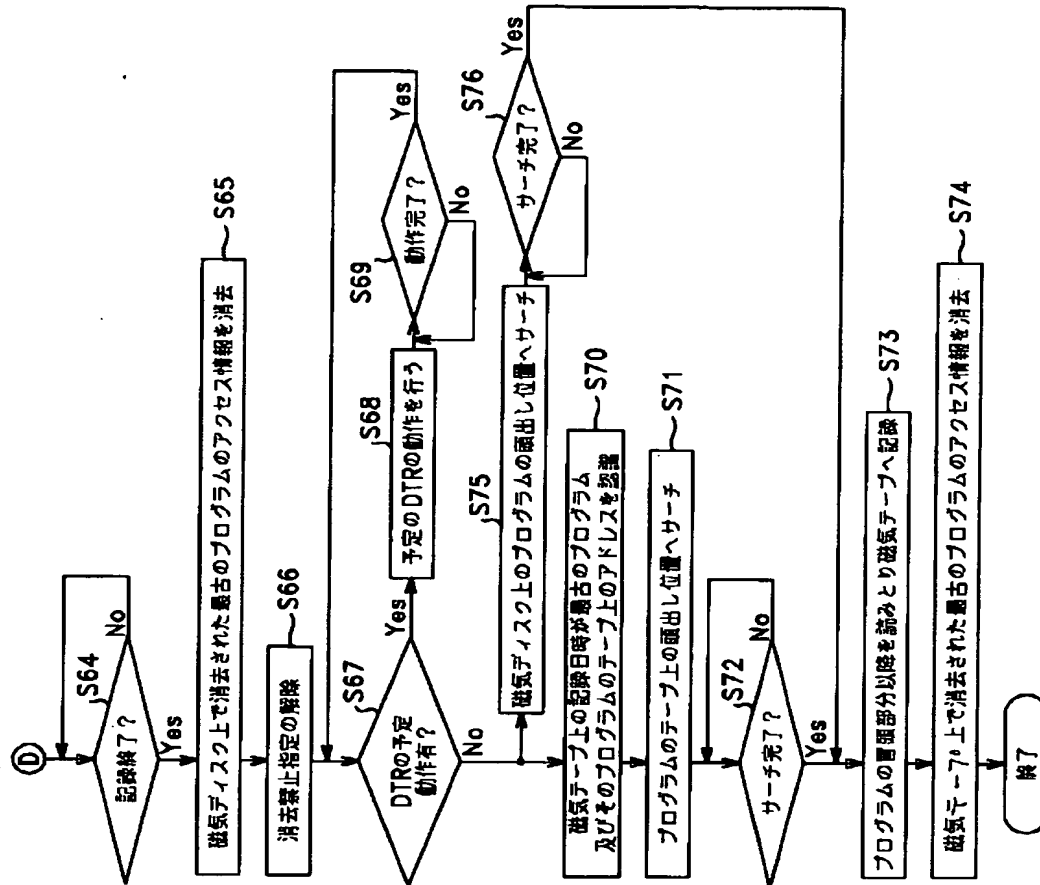 D
記録終了?
S64
No
Yes
磁気ディスク上で消去された最古のプログラムのアクセス情報を消去
S65
消去禁止指定の解除
S66
DTRの予定
動作有?
S67
Yes
No
予定のDTRの動作を行う
S68
動作完了?
S69
Yes
No
磁気ディスク上のプログラムの頭出し位置へサーチ
S75
サーチ完了?
S76
Yes
No
磁気テープ上の記録日時が最古のプログラム
及びそのプログラムのテープ上のアドレスを認識
S70
プログラムのテープ上の頭出し位置へサーチ
S71
サーチ完了?
S72
No
Yes
プログラムの冒頭部分以降を読みとり磁気テープへ記録
S73
磁気テープ上で消去された最古のプログラムのアクセス情報を消去
S74
終了